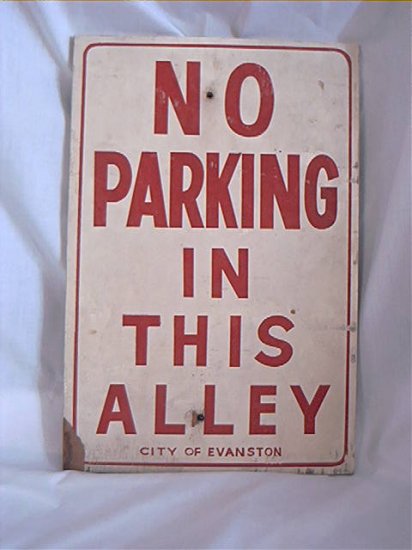 NO
PARKING
IN
THIS
ALLEY
CITY OF EVANSTON